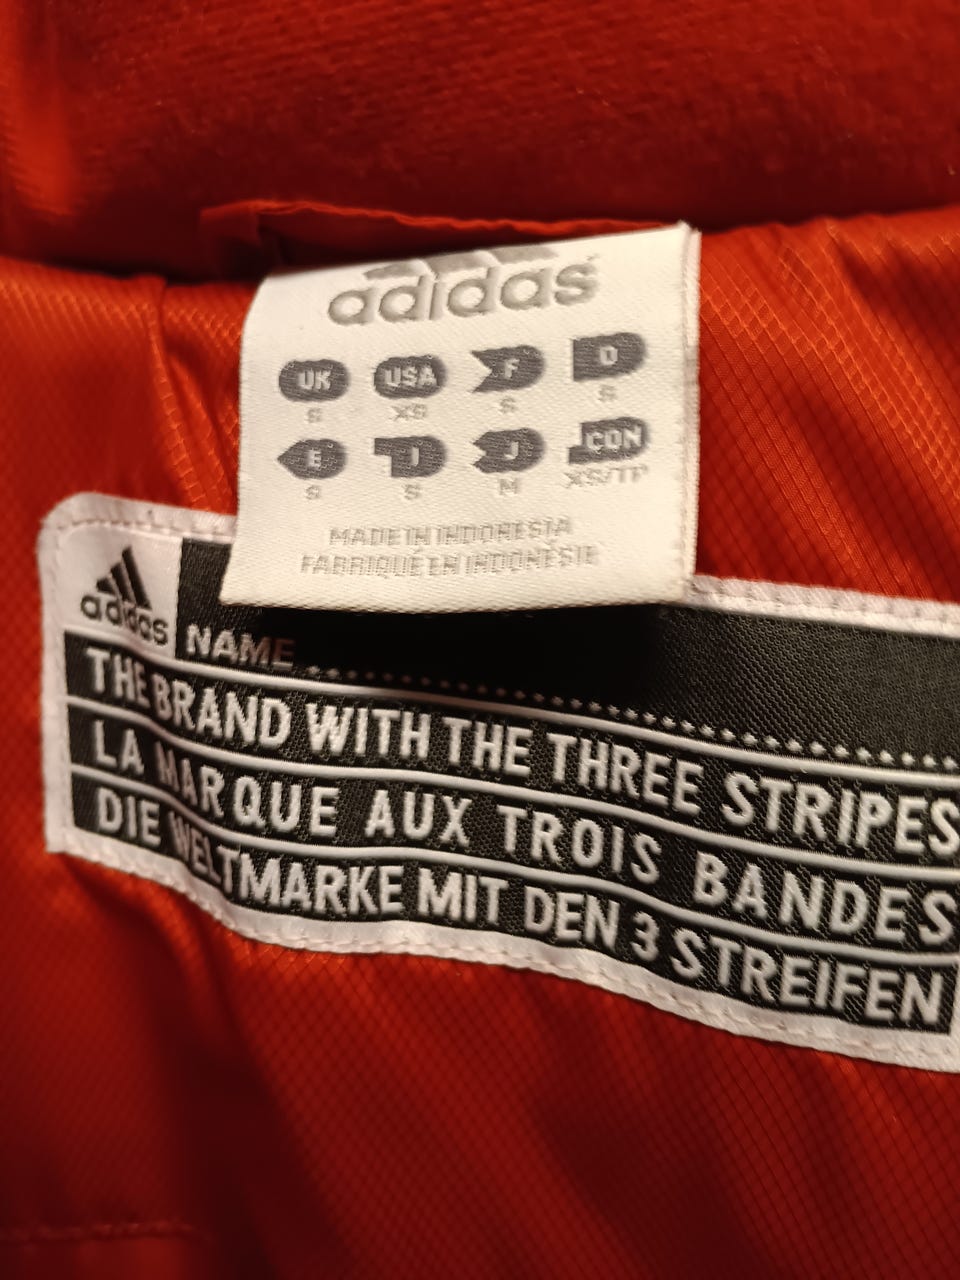 adidas
UK USA F D
S XS S S
E I J CON
S S M XS/TP
MADE IN INDONESIA
FABRIQUÉ EN INDONÉSIE
adidas
NAME
THE BRAND WITH THE THREE STRIPES
LA MARQUE AUX TROIS BANDES
DIE WELTMARKE MIT DEN 3 STREIFEN